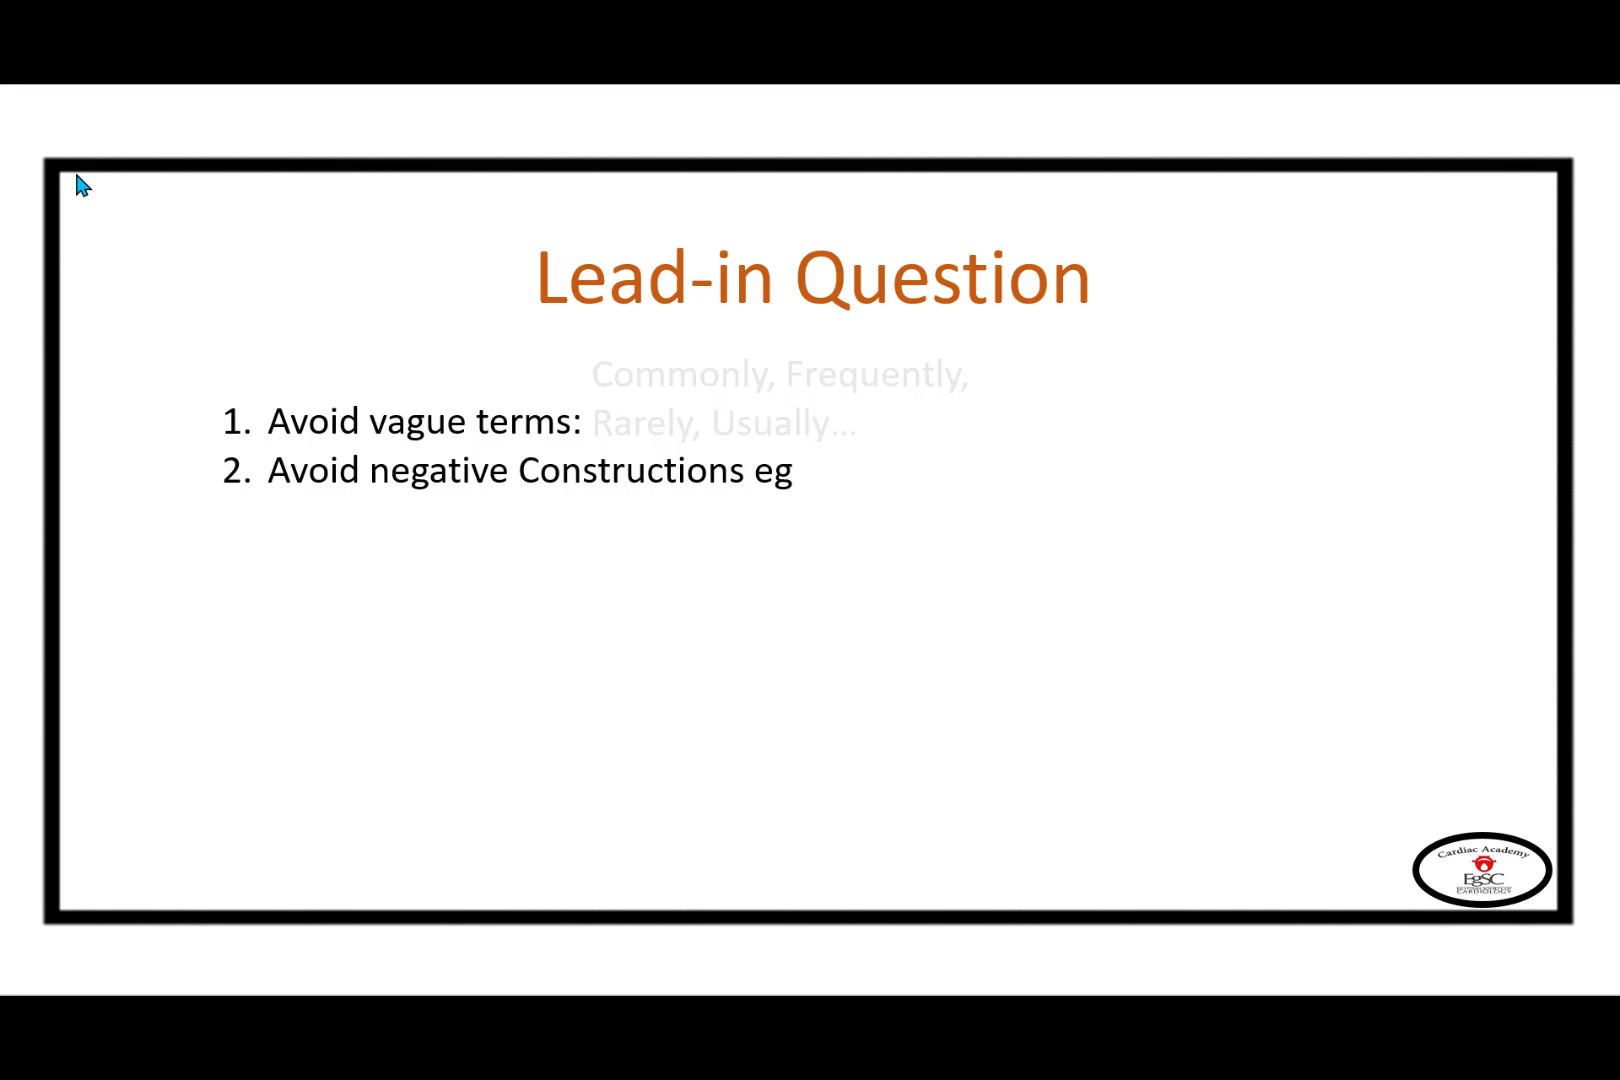 Lead-in Question
Commonly, Frequently,
1. Avoid vague terms: Rarely, Usually...
2. Avoid negative Constructions eg
Cardiac Academy
EgSC
CARDIOLOGY